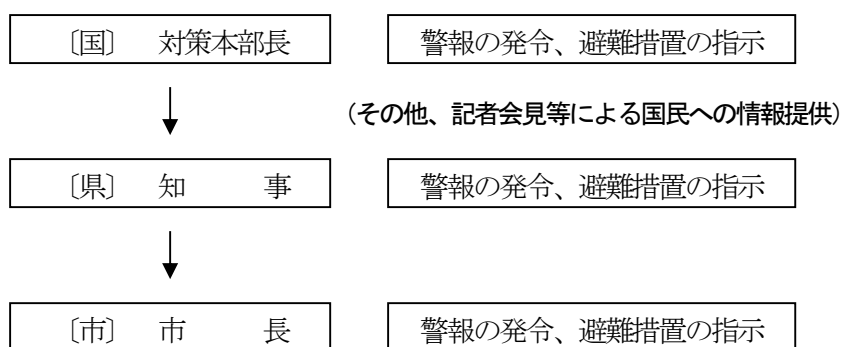 〔国〕 対策本部長 警報の発令、避難措置の指示
（その他、記者会見等による国民への情報提供）
〔県〕 知 事 警報の発令、避難措置の指示
〔市〕 市 長 警報の発令、避難措置の指示